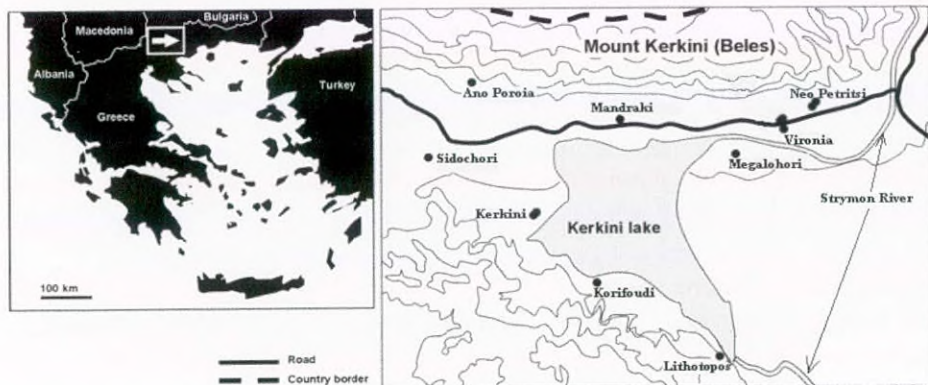 Macedonia
Bulgaria
Albania
Greece
Turkey
100 km
Road
Country border
Mount Kerkini (Beles)
Ano Poroia
Neo Petritsi
Mandraki
Vironia
Sidochori
Megalohori
Strymon River
Kerkini
Kerkini lake
Korifoudi
Lithotopos